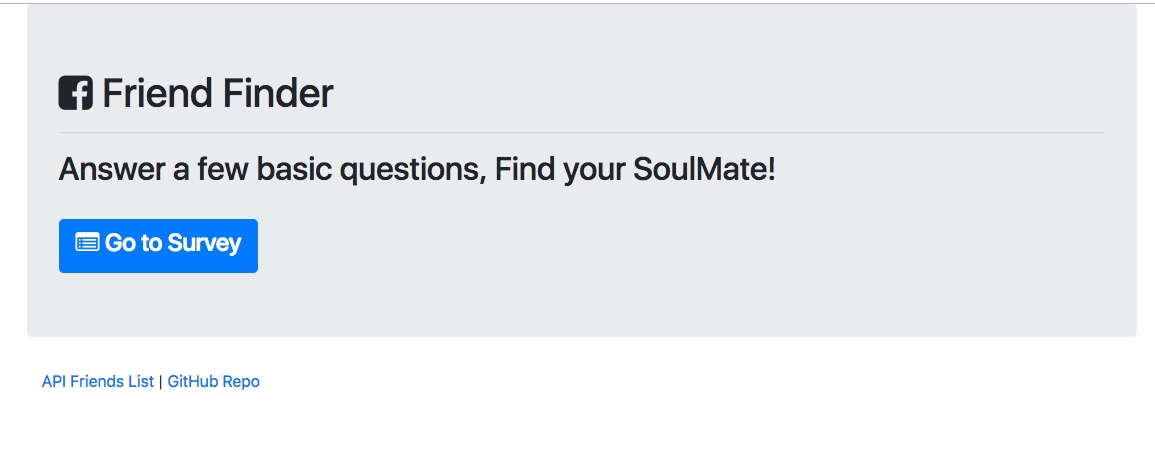 Friend Finder
Answer a few basic questions, Find your SoulMate!
Go to Survey
API Friends List | GitHub Repo